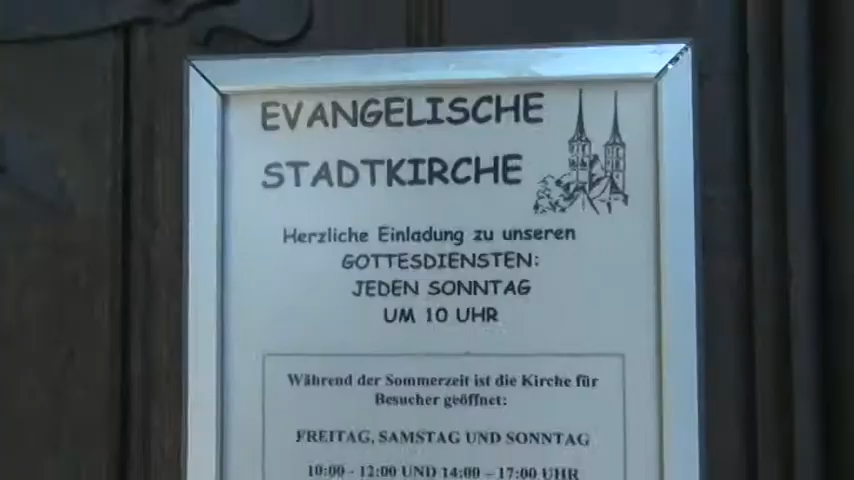 EVANGELISCHE
STADTKIRCHE
Herzliche Einladung zu unseren
GOTTESDIENSTEN:
JEDEN SONNTAG
UM 10 UHR
Während der Sommerzeit ist die Kirche für
Besucher geöffnet:
FREITAG, SAMSTAG UND SONNTAG
10:00 - 12:00 UND 14:00 – 17:00 UHR